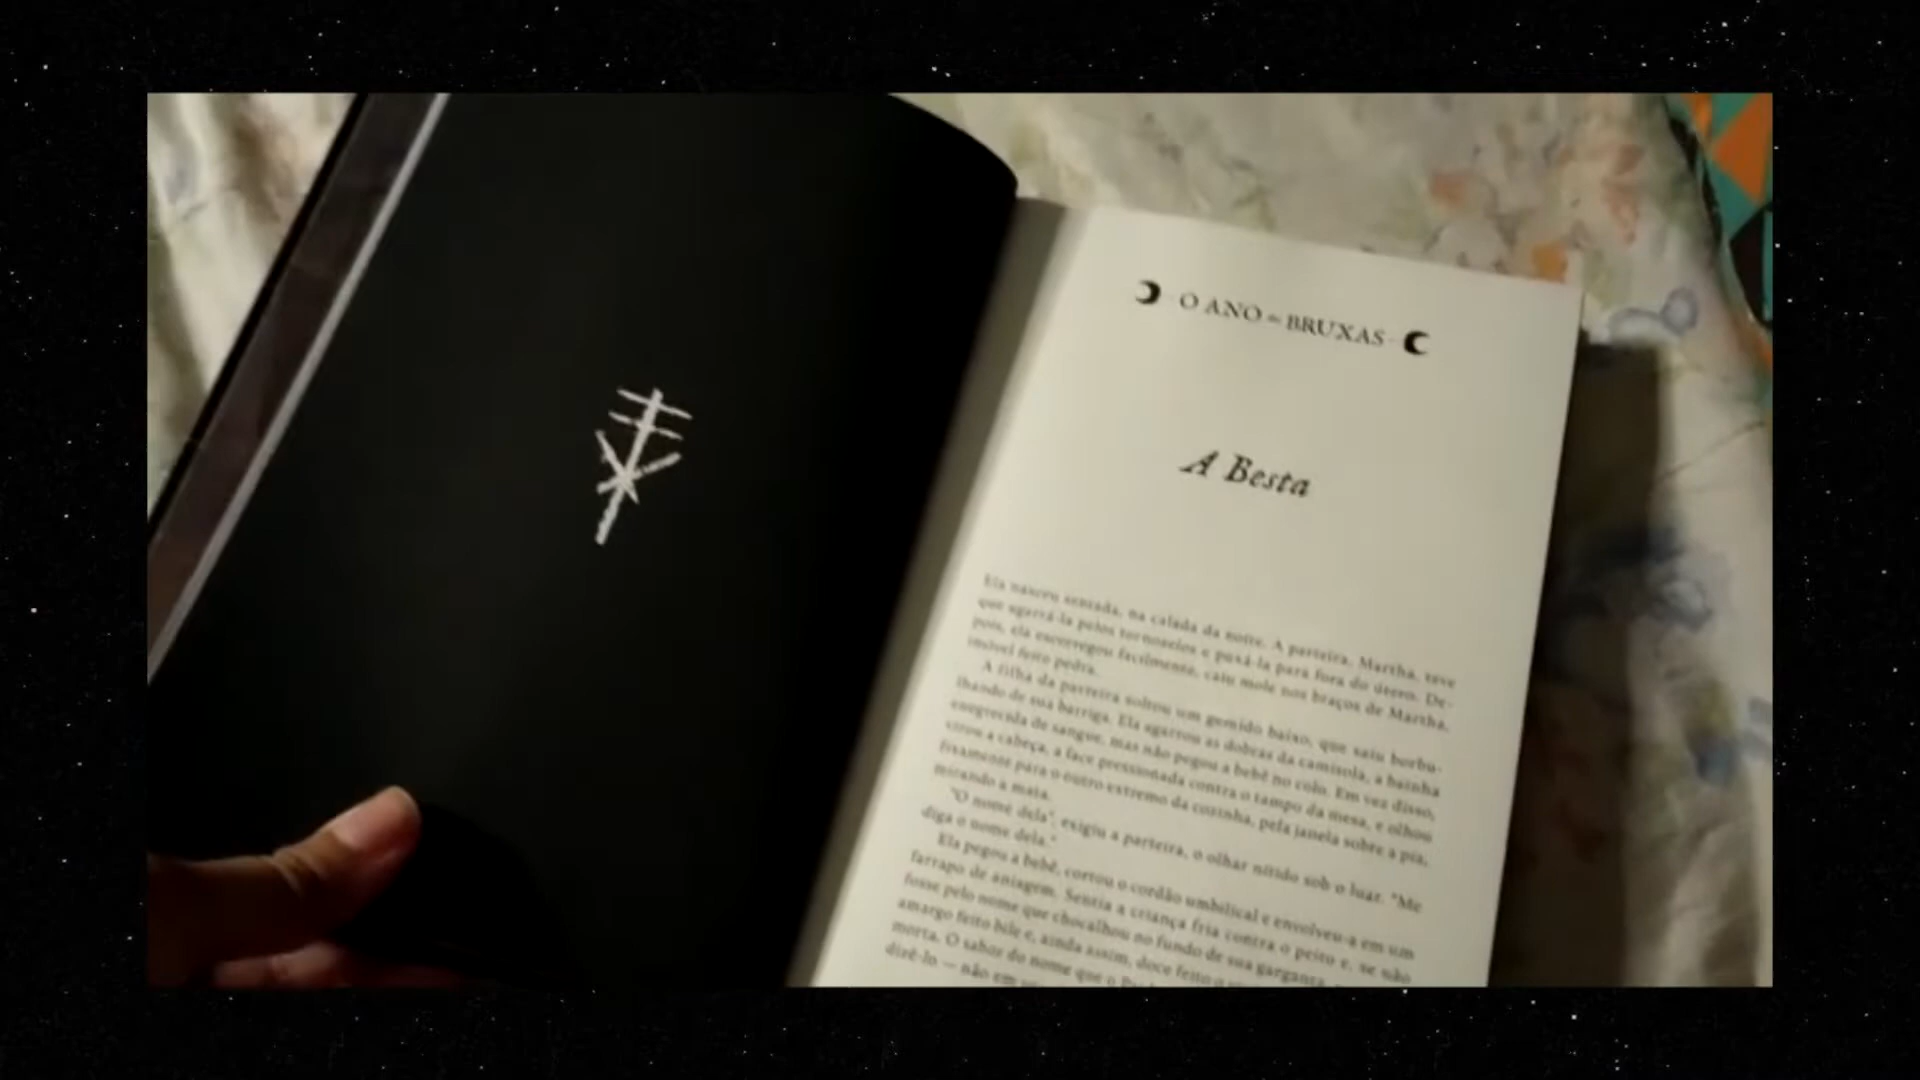 O ANO DE BRUXAS
A Besta
Ela nasceu sentada, na calada da noite. A parteira, Martha, teve
que agarrá-la pelos tornozelos e puxá-la para fora do útero. De-
pois, ela escorregou facilmente, caiu mole nos braços de Martha,
imóvel feito pedra.
A filha da parteira soltou um gemido baixo, que saiu borbu-
lhando de sua barriga. Ela agarrou as dobras da camisola, a bainha
enegrecida de sangue, mas não pegou a bebê no colo. Em vez disso,
virou a cabeça, a face pressionada contra o tampo da mesa, e olhou
fixamente para o outro extremo da cozinha, pela janela sobre a pia,
mirando a mata.
"O nome dela", exigiu a parteira, o olhar nítido sob o luar. "Me
diga o nome dela."
Ela pegou a bebê, cortou o cordão umbilical e envolveu-a em um
farrapo de aniagem. Sentia a criança fria contra o peito e, se não
fosse pelo nome que chocalhou no fundo de sua garganta,
amargo feito bile e, ainda assim, doce feito o
morta. O sabor do nome que o
dizê-lo — não em